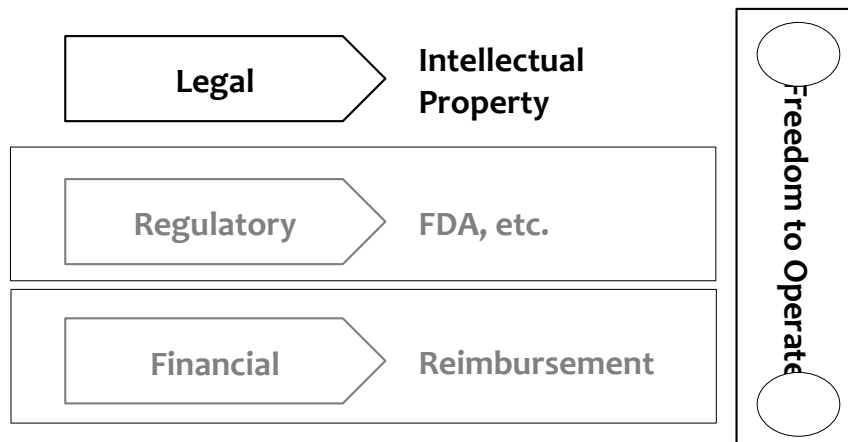 Legal
Intellectual
Property
Regulatory
FDA, etc.
Financial
Reimbursement
Freedom to Operate